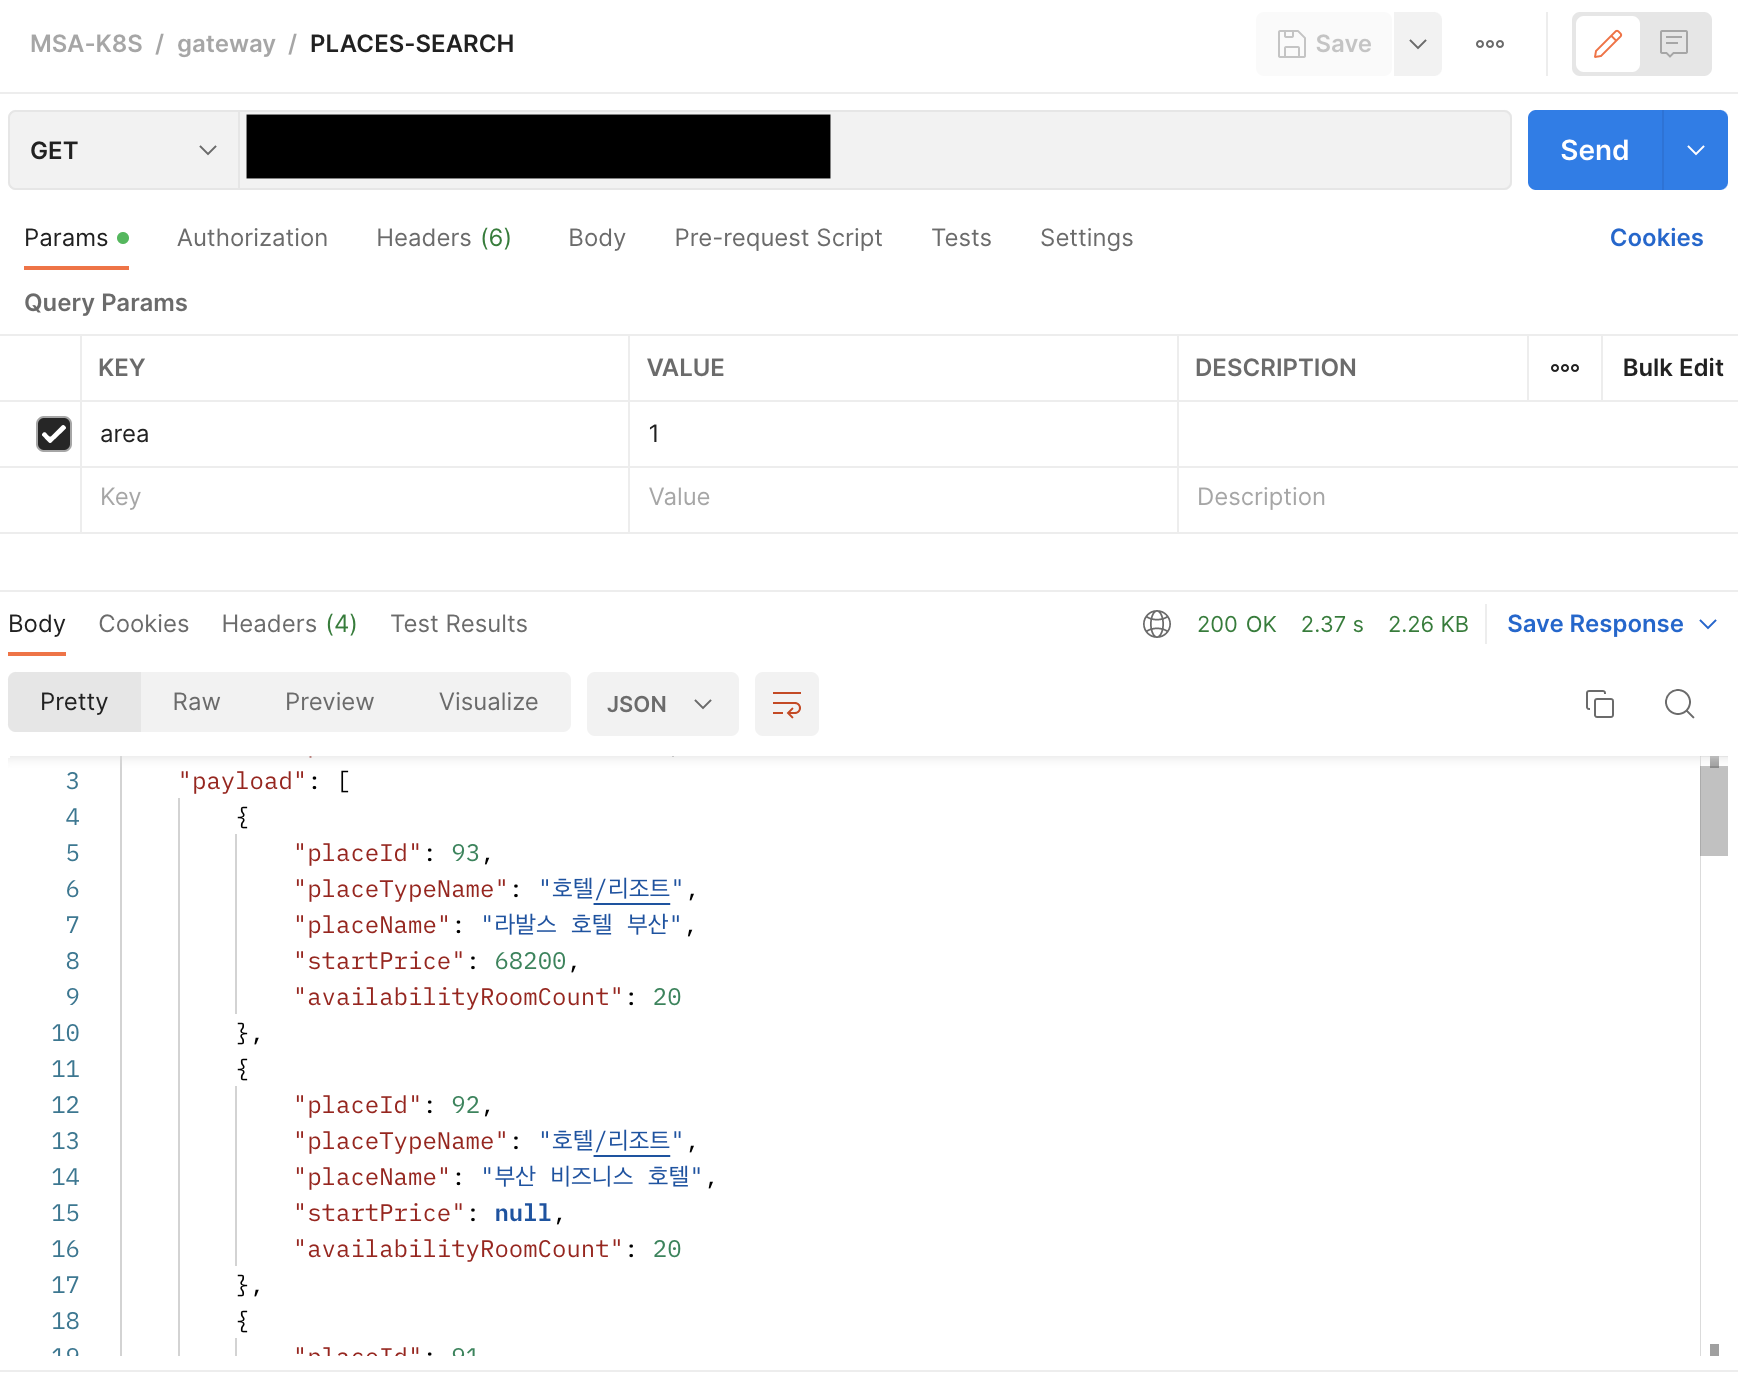 MSA-K8S / gateway / PLACES-SEARCH
Save
GET
Send
Params Authorization Headers (6) Body Pre-request Script Tests Settings Cookies
Query Params
KEY VALUE DESCRIPTION Bulk Edit
area 1
Key Value Description
Body Cookies Headers (4) Test Results 200 OK 2.37 s 2.26 KB Save Response
Pretty Raw Preview Visualize JSON
3 "payload": [
4 {
5 "placeId": 93,
6 "placeTypeName": "호텔/리조트",
7 "placeName": "라발스 호텔 부산",
8 "startPrice": 68200,
9 "availabilityRoomCount": 20
10 },
11 {
12 "placeId": 92,
13 "placeTypeName": "호텔/리조트",
14 "placeName": "부산 비즈니스 호텔",
15 "startPrice": null,
16 "availabilityRoomCount": 20
17 },
18 {
19 "placeId": 91